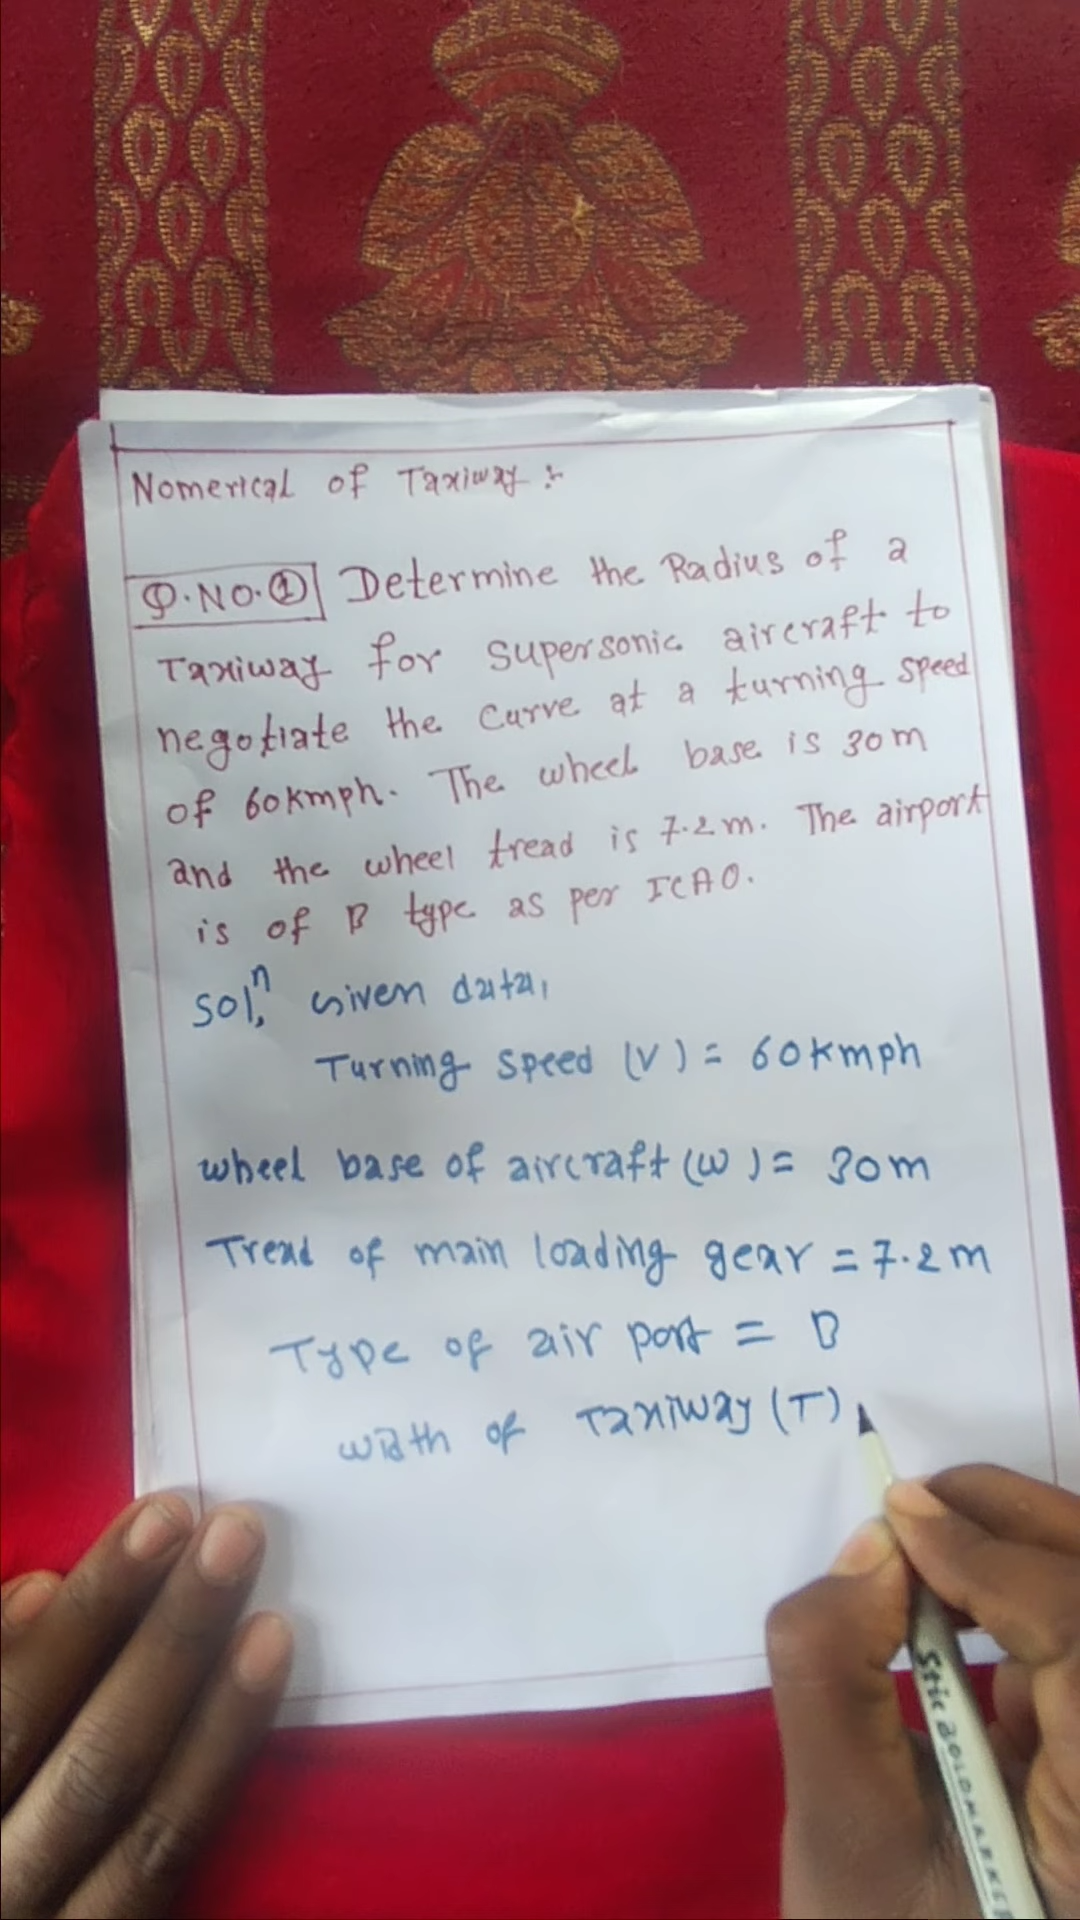 Nomerical of Taxiway :-
Q.NO.① Determine the Radius of a
Taxiway for supersonic aircraft to
negotiate the curve at a turning speed
of 60kmph. The wheel base is 30m
and the wheel tread is 7.2m. The airport
is of B type as per ICAO.
Solⁿ, Given data,
Turning speed (V) = 60kmph
wheel base of aircraft (W) = 30m
Tread of main loading gear = 7.2m
Type of air port = B
width of Taxiway (T)
Stic BOLDMARKER